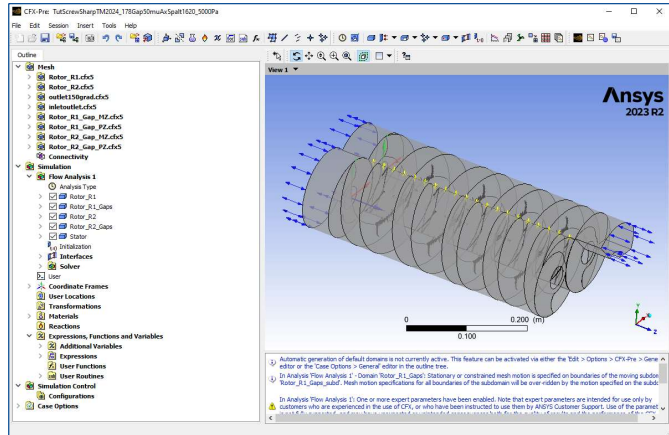 CFX-Pre: TutScrewSharpTM2024_178Gap50muAxSpalt1620_5000Pa
File Edit Session Insert Tools Help
Outline
Mesh
Rotor_R1.cfx5
Rotor_R2.cfx5
outlet150grad.cfx5
inletoutlet.cfx5
Rotor_R1_Gap_MZ.cfx5
Rotor_R1_Gap_PZ.cfx5
Rotor_R2_Gap_MZ.cfx5
Rotor_R2_Gap_PZ.cfx5
Connectivity
Simulation
Flow Analysis 1
Analysis Type
Rotor_R1
Rotor_R1_Gaps
Rotor_R2
Rotor_R2_Gaps
Stator
Initialization
Interfaces
Solver
User
Coordinate Frames
User Locations
Transformations
Materials
Reactions
Expressions, Functions and Variables
Additional Variables
Expressions
User Functions
User Routines
Simulation Control
Configurations
Case Options
View 1
Ansys
2023 R2
0 0.200 (m)
0.100
Y
X
Z
Automatic generation of default domains is not currently active. This feature can be activated via either the 'Edit > Options > CFX-Pre > Gene
editor or the 'Case Options > General' editor in the outline tree.
In Analysis 'Flow Analysis 1' - Domain 'Rotor_R1_Gaps': Stationary or constrained mesh motion is specified on boundaries of the moving subdon
'Rotor_R1_Gaps_subd'. Mesh motion specifications for all boundaries of the subdomain will be over-ridden by the motion specified on the subdo
In Analysis 'Flow Analysis 1': One or more expert parameters have been enabled. Note that expert parameters are intended for use only by
customers who are experienced in the use of CFX, or who have been instructed to use them by ANSYS Customer Support. Use of the paramet